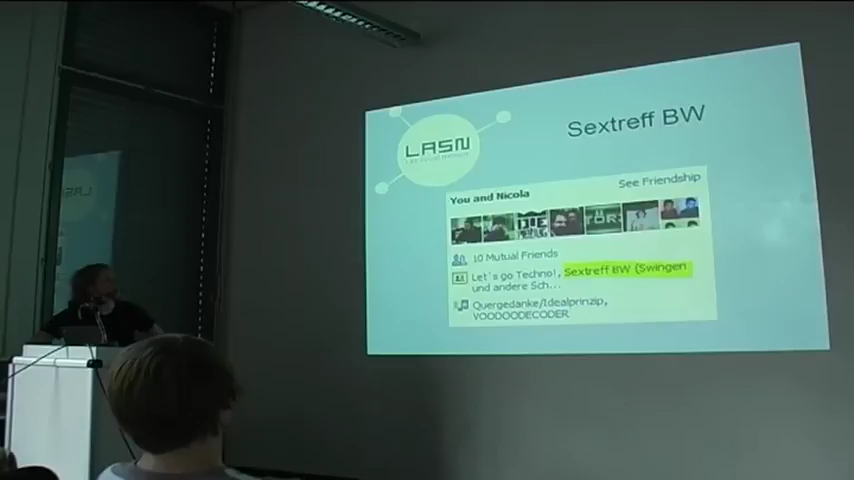 LASN
Sextreff BW
You and Nicola
See Friendship
10 Mutual Friends
Let's go Techno!, Sextreff BW (Swingen
und andere Sch...
Quergedanke/Idealprinzip,
VOODOODECODER